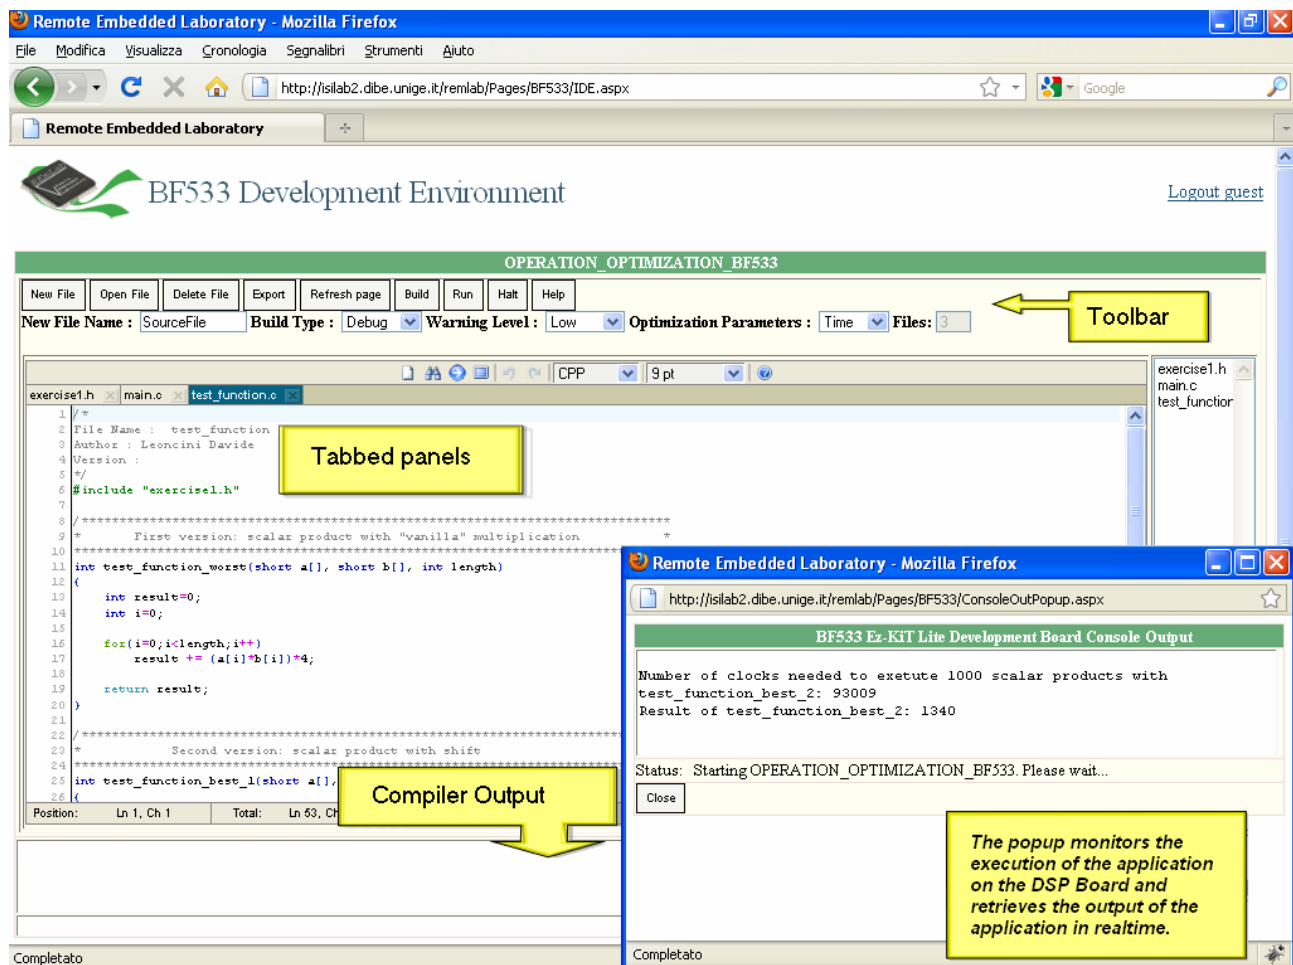 Remote Embedded Laboratory - Mozilla Firefox
File Modifica Visualizza Cronologia Segnalibri Strumenti Aiuto
http://isilab2.dibe.unige.it/remlab/Pages/BF533/IDE.aspx
Google
Remote Embedded Laboratory
BF533 Development Environment
Logout guest
OPERATION_OPTIMIZATION_BF533
New File Open File Delete File Export Refresh page Build Run Halt Help
New File Name : SourceFile Build Type : Debug Warning Level : Low Optimization Parameters : Time Files: 3
Toolbar
CPP 9 pt
exercise1.h main.c test_function.c
exercise1.h
main.c
test_function
1 /*
2 File Name : test_function
3 Author : Leoncini Davide
4 Version :
5 */
6 #include "exercise1.h"
7
8 /*******************************************************************************
9 * First version: scalar product with "vanilla" multiplication *
10 *******************************************************************************
11 int test_function_worst(short a[], short b[], int length)
12 {
13 int result=0;
14 int i=0;
15
16 for(i=0;i<length;i++)
17 result += (a[i]*b[i])*4;
18
19 return result;
20 }
21
22 /*******************************************************************************
23 * Second version: scalar product with shift
24 *******************************************************************************
25 int test_function_best_1(short a[],
26 {
Tabbed panels
Position: Ln 1, Ch 1 Total: Ln 53, Ch
Compiler Output
Completato
Remote Embedded Laboratory - Mozilla Firefox
http://isilab2.dibe.unige.it/remlab/Pages/BF533/ConsoleOutPopup.aspx
BF533 Ez-KiT Lite Development Board Console Output
Number of clocks needed to exetute 1000 scalar products with
test_function_best_2: 93009
Result of test_function_best_2: 1340
Status: Starting OPERATION_OPTIMIZATION_BF533. Please wait...
Close
The popup monitors the
execution of the application
on the DSP Board and
retrieves the output of the
application in realtime.
Completato